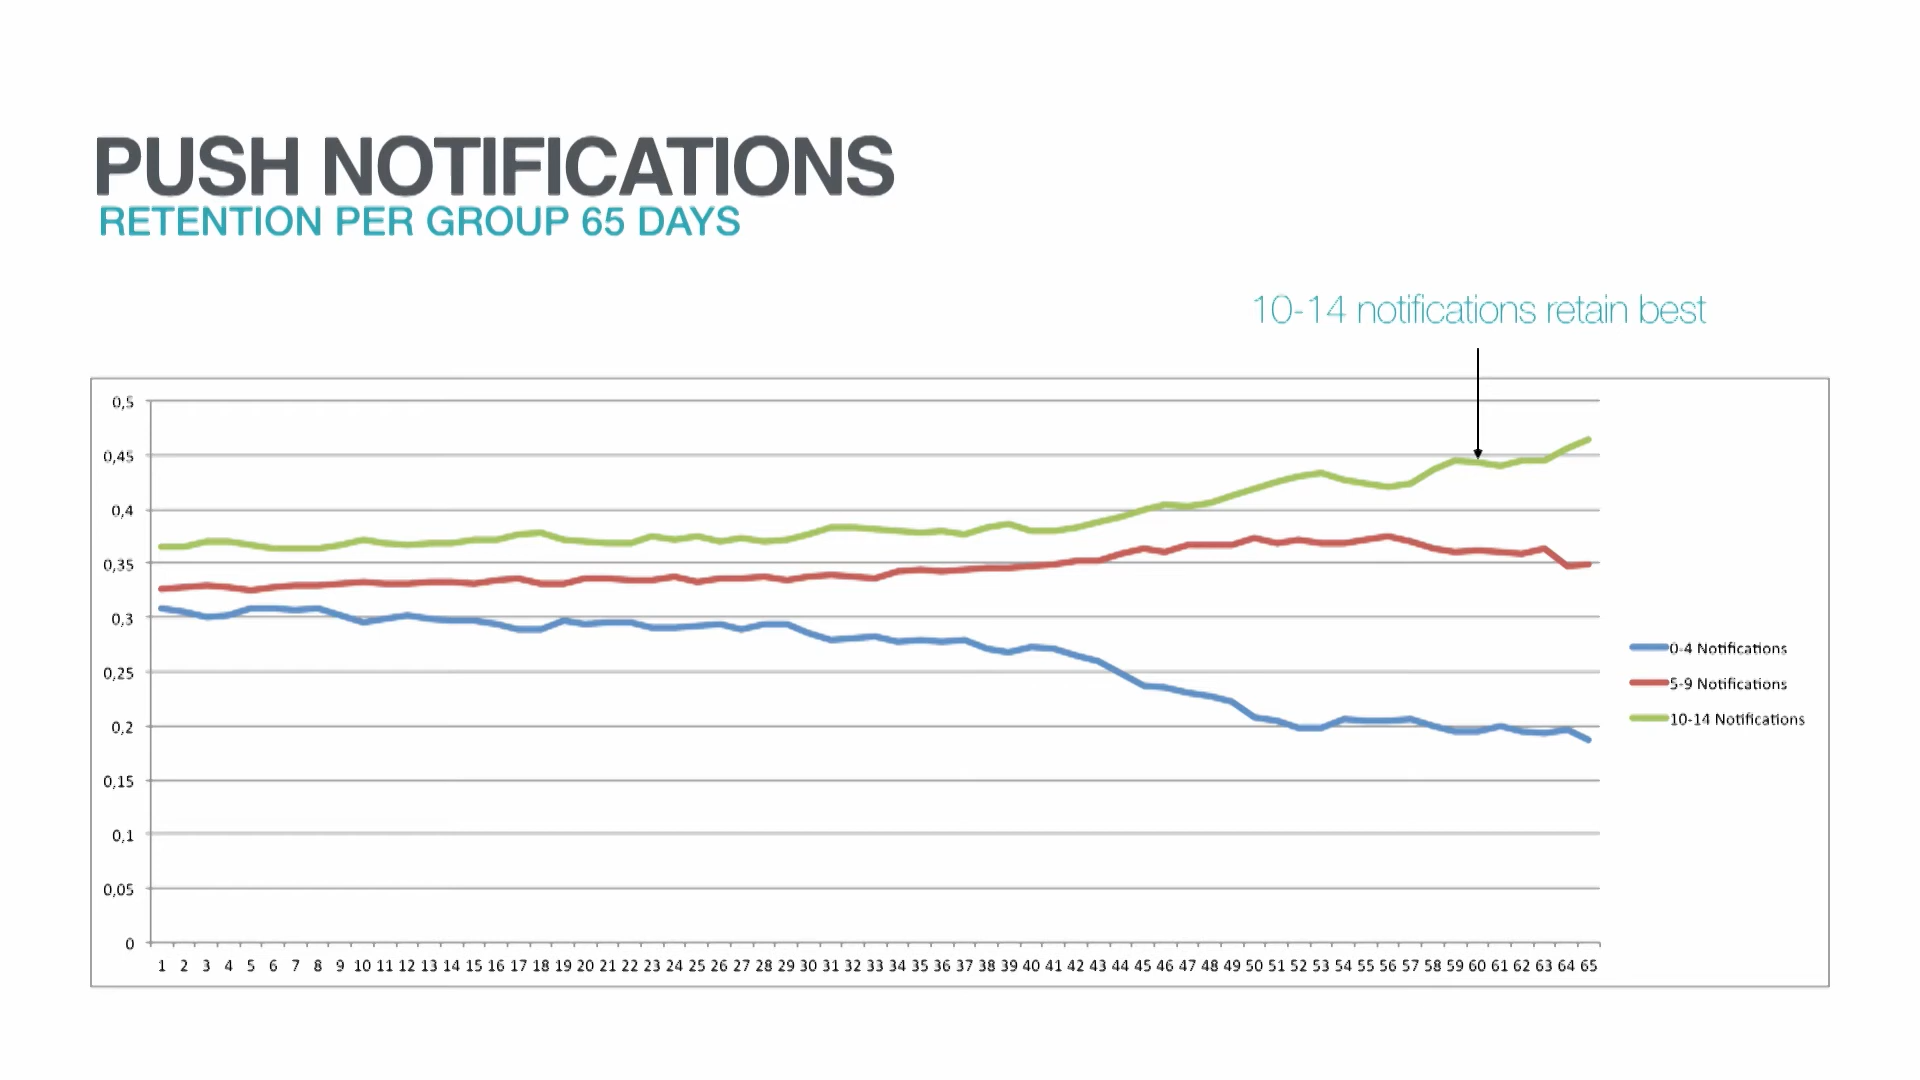 PUSH NOTIFICATIONS
RETENTION PER GROUP 65 DAYS
10-14 notifications retain best
0,5
0,45
0,4
0,35
0,3
0,25
0,2
0,15
0,1
0,05
0
1 2 3 4 5 6 7 8 9 10 11 12 13 14 15 16 17 18 19 20 21 22 23 24 25 26 27 28 29 30 31 32 33 34 35 36 37 38 39 40 41 42 43 44 45 46 47 48 49 50 51 52 53 54 55 56 57 58 59 60 61 62 63 64 65
0-4 Notifications
5-9 Notifications
10-14 Notifications